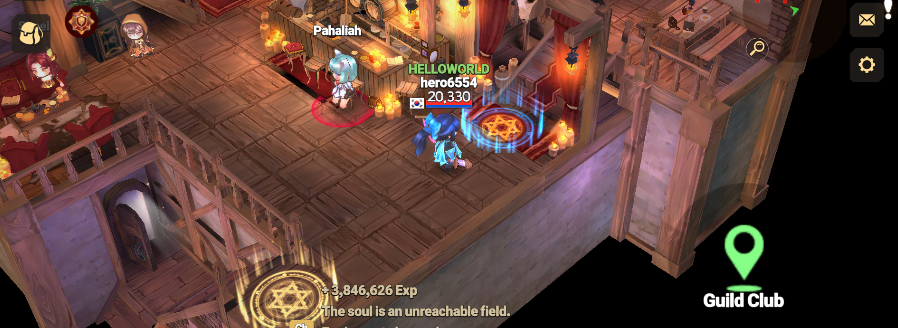 Pahaliah
HELLOWORLD
hero6554
20,330
Guild Club
+ 3,846,626 Exp
The soul is an unreachable field.